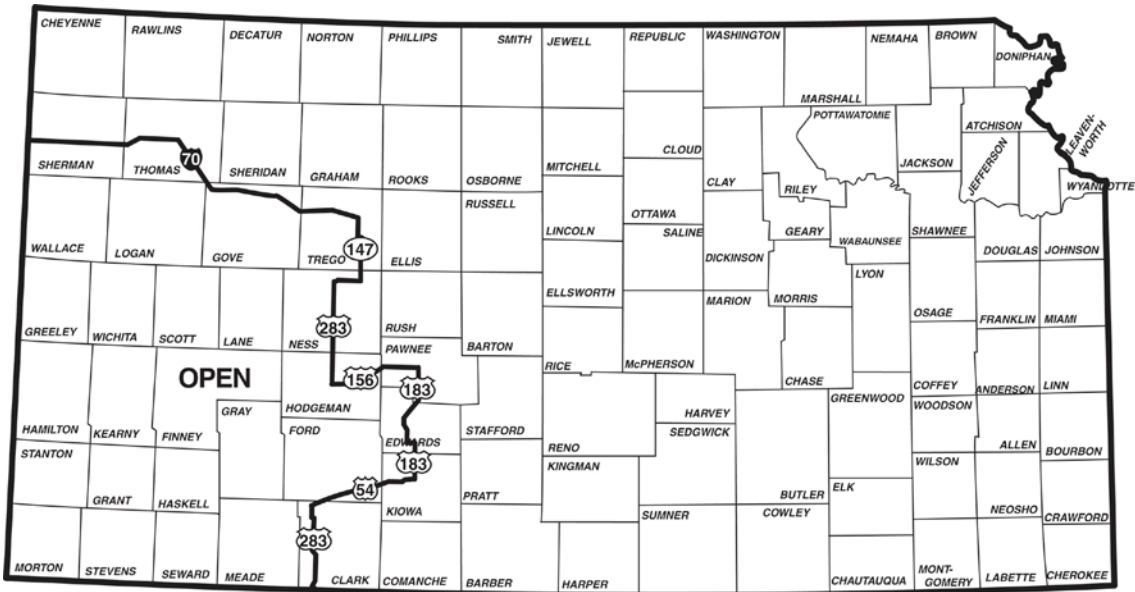 CHEYENNE
RAWLINS
DECATUR
NORTON
PHILLIPS
SMITH
JEWELL
REPUBLIC
WASHINGTON
MARSHALL
NEMAHA
BROWN
DONIPHAN
SHERMAN
THOMAS
70
SHERIDAN
GRAHAM
ROOKS
OSBORNE
MITCHELL
CLOUD
CLAY
RILEY
POTTAWATOMIE
JACKSON
ATCHISON
JEFFERSON
LEAVEN-
WORTH
WYANDOTTE
WALLACE
LOGAN
GOVE
TREGO
147
ELLIS
RUSSELL
LINCOLN
OTTAWA
SALINE
DICKINSON
GEARY
WABAUNSEE
SHAWNEE
DOUGLAS
JOHNSON
GREELEY
WICHITA
SCOTT
LANE
NESS
283
RUSH
BARTON
ELLSWORTH
RICE
McPHERSON
MARION
MORRIS
CHASE
LYON
OSAGE
FRANKLIN
MIAMI
OPEN
156
PAWNEE
183
HAMILTON
KEARNY
FINNEY
GRAY
HODGEMAN
FORD
EDWARDS
STAFFORD
RENO
HARVEY
SEDGWICK
BUTLER
GREENWOOD
COFFEY
ANDERSON
LINN
WOODSON
ALLEN
BOURBON
STANTON
GRANT
HASKELL
183
54
KIOWA
PRATT
KINGMAN
SUMNER
COWLEY
ELK
WILSON
NEOSHO
CRAWFORD
MORTON
STEVENS
SEWARD
MEADE
283
CLARK
COMANCHE
BARBER
HARPER
CHAUTAUQUA
MONT-
GOMERY
LABETTE
CHEROKEE